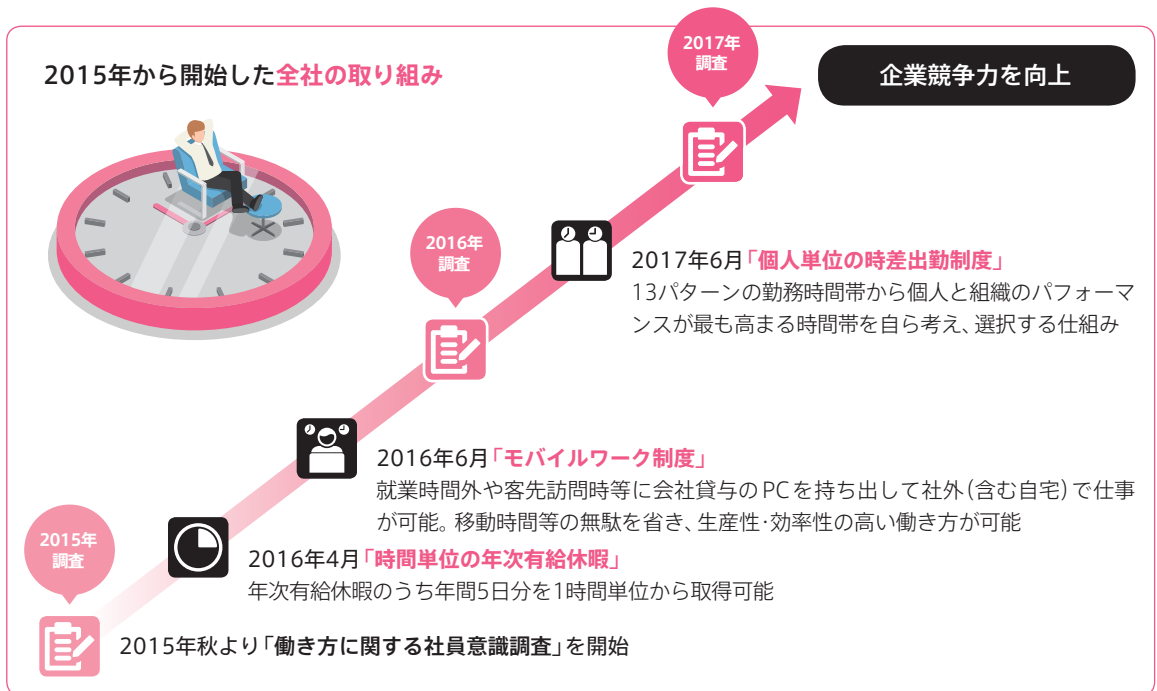 2015年から開始した全社の取り組み
2017年
調査
企業競争力を向上
2016年
調査
2017年6月「個人単位の時差出勤制度」
13パターンの勤務時間帯から個人と組織のパフォーマ
ンスが最も高まる時間帯を自ら考え、選択する仕組み
2016年6月「モバイルワーク制度」
就業時間外や客先訪問時等に会社貸与のPCを持ち出して社外(含む自宅)で仕事
が可能。移動時間等の無駄を省き、生産性・効率性の高い働き方が可能
2015年
調査
2016年4月「時間単位の年次有給休暇」
年次有給休暇のうち年間5日分を1時間単位から取得可能
2015年秋より「働き方に関する社員意識調査」を開始